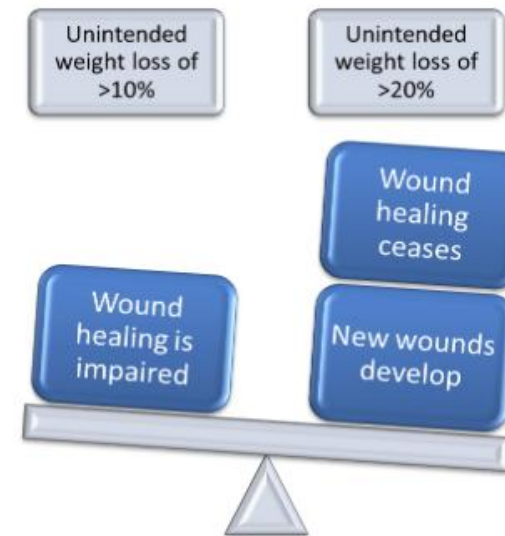 Unintended
weight loss of
>10%
Unintended
weight loss of
>20%
Wound
healing
ceases
Wound
healing is
impaired
New wounds
develop